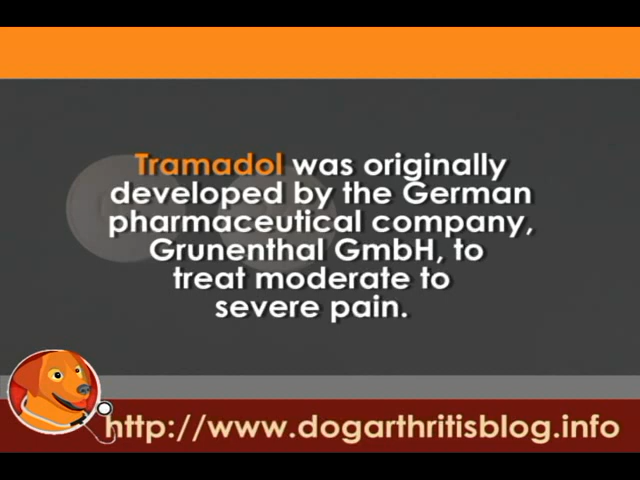 Tramadol was originally
developed by the German
pharmaceutical company,
Grunenthal GmbH, to
treat moderate to
severe pain.
http://www.dogarthritisblog.info